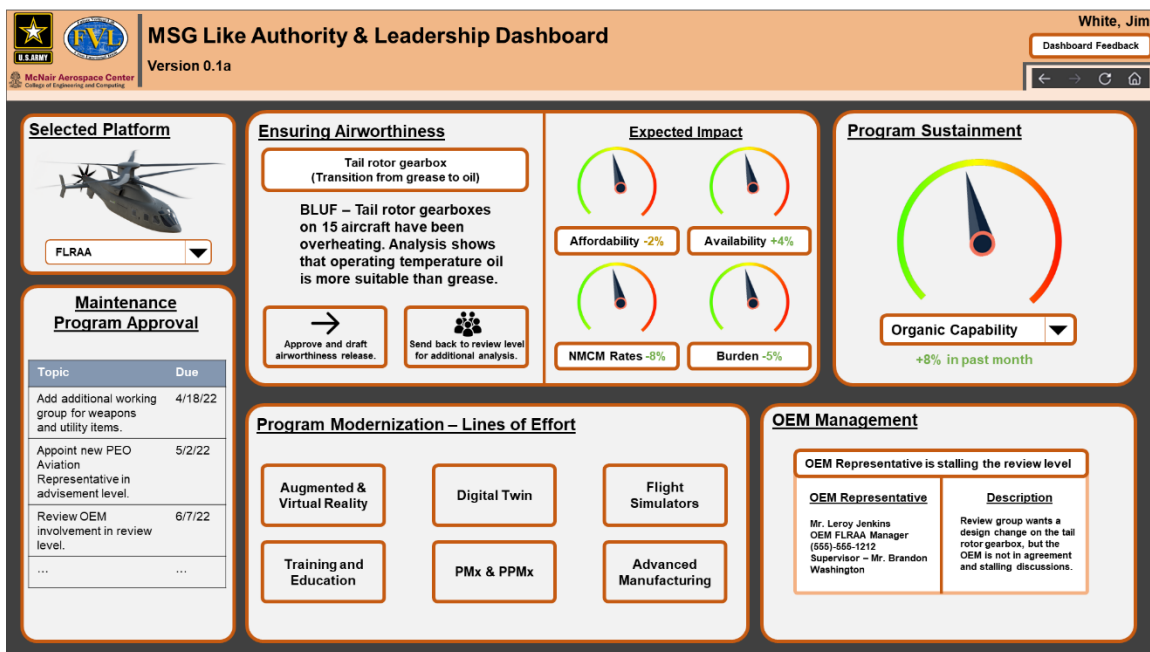 MSG Like Authority & Leadership Dashboard
Version 0.1a
U.S.ARMY
FVL
McNair Aerospace Center
College of Engineering and Computing
White, Jim
Dashboard Feedback
Selected Platform
FLRAA
Maintenance
Program Approval
Topic Due
Add additional working 4/18/22
group for weapons
and utility items.
Appoint new PEO 5/2/22
Aviation
Representative in
advisement level.
Review OEM 6/7/22
involvement in review
level.
... ...
Ensuring Airworthiness
Tail rotor gearbox
(Transition from grease to oil)
BLUF – Tail rotor gearboxes
on 15 aircraft have been
overheating. Analysis shows
that operating temperature oil
is more suitable than grease.
Approve and draft
airworthiness release.
Send back to review level
for additional analysis.
Expected Impact
Affordability -2%
Availability +4%
NMCM Rates -8%
Burden -5%
Program Sustainment
Organic Capability
+8% in past month
Program Modernization – Lines of Effort
Augmented &
Virtual Reality
Digital Twin
Flight
Simulators
Training and
Education
PMx & PPMx
Advanced
Manufacturing
OEM Management
OEM Representative is stalling the review level
OEM Representative
Mr. Leroy Jenkins
OEM FLRAA Manager
(555)-555-1212
Supervisor – Mr. Brandon
Washington
Description
Review group wants a
design change on the tail
rotor gearbox, but the
OEM is not in agreement
and stalling discussions.